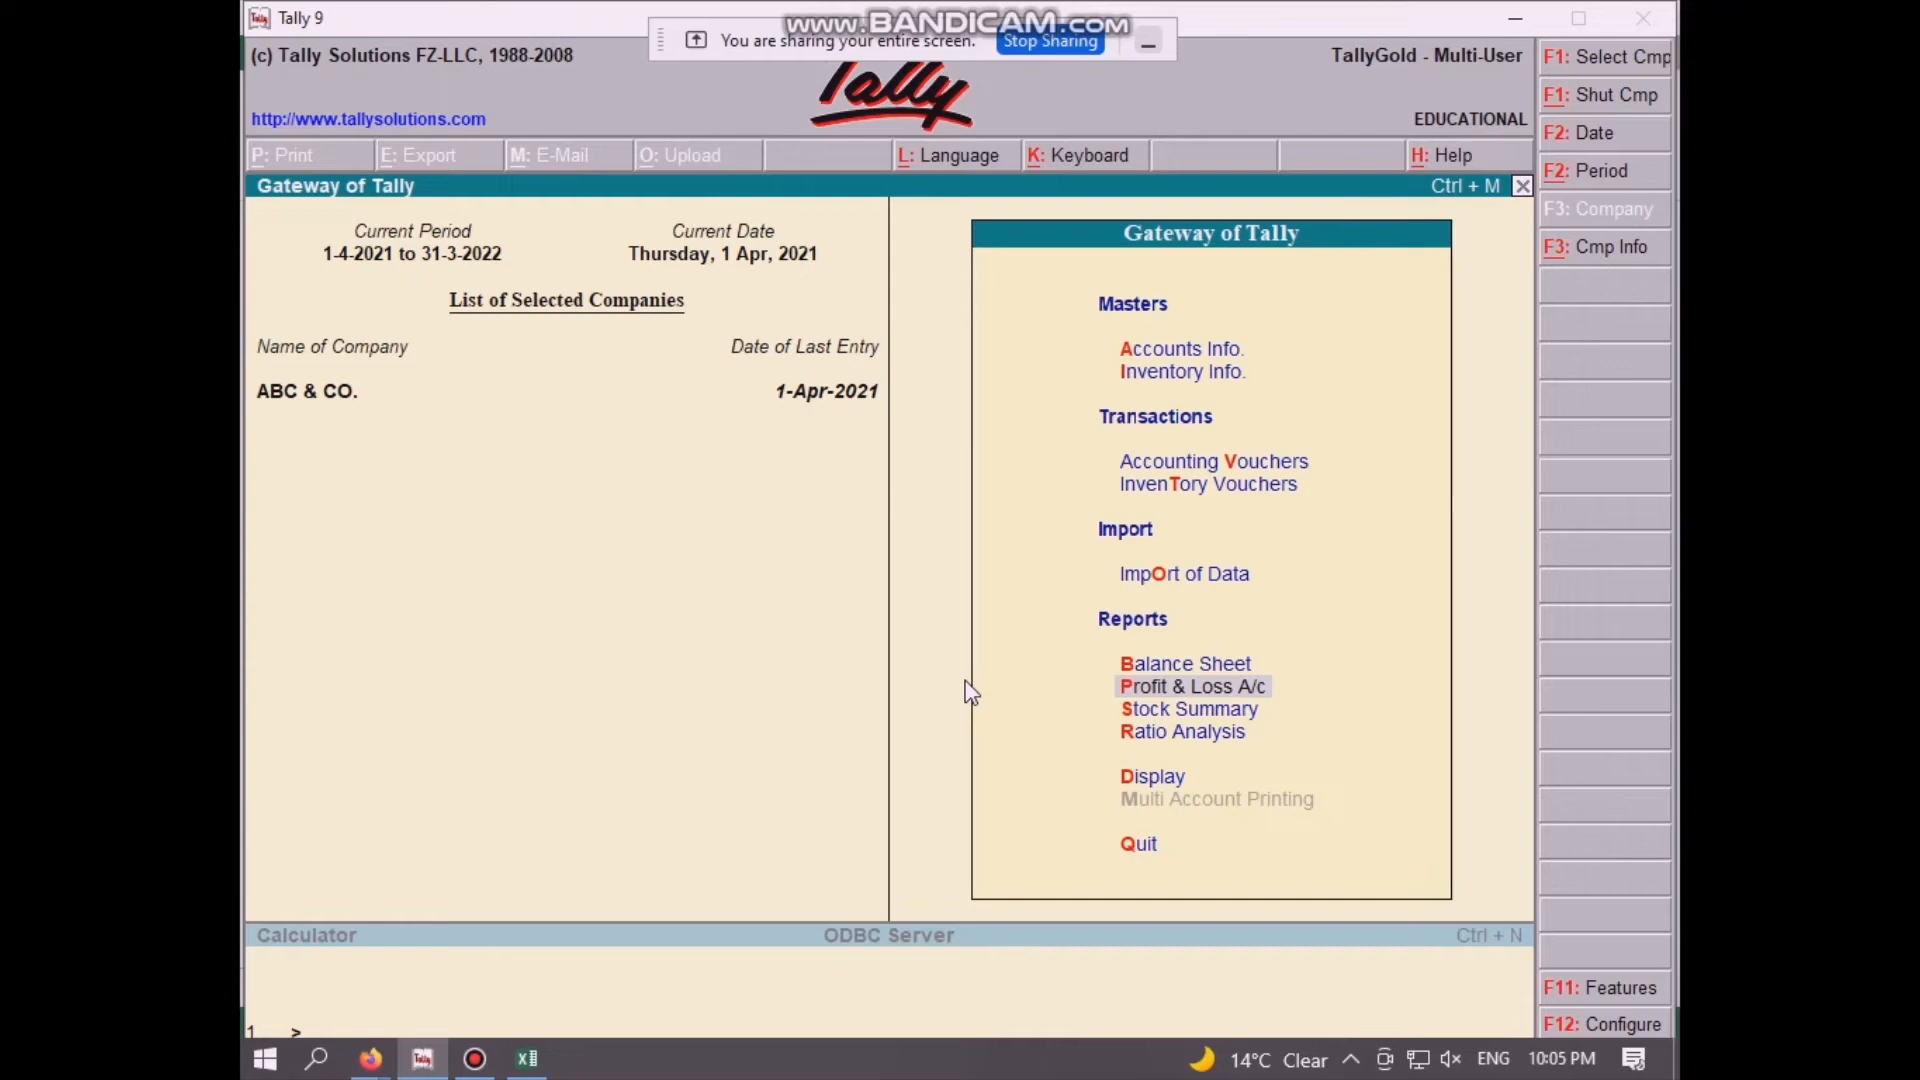 Tally 9
www.BANDICAM.com
You are sharing your entire screen. Stop Sharing
(c) Tally Solutions FZ-LLC, 1988-2008
TallyGold - Multi-User
Tally
http://www.tallysolutions.com
EDUCATIONAL
P: Print E: Export M: E-Mail O: Upload L: Language K: Keyboard H: Help
Gateway of Tally
Ctrl + M
Current Period
1-4-2021 to 31-3-2022
Current Date
Thursday, 1 Apr, 2021
List of Selected Companies
Name of Company Date of Last Entry
ABC & CO. 1-Apr-2021
Gateway of Tally
Masters
Accounts Info.
Inventory Info.
Transactions
Accounting Vouchers
InvenTory Vouchers
Import
ImpOrt of Data
Reports
Balance Sheet
Profit & Loss A/c
Stock Summary
Ratio Analysis
Display
Multi Account Printing
Quit
F1: Select Cmp
F1: Shut Cmp
F2: Date
F2: Period
F3: Company
F3: Cmp Info
F11: Features
F12: Configure
Calculator ODBC Server Ctrl + N
1 >
Tally
14°C Clear ENG 10:05 PM